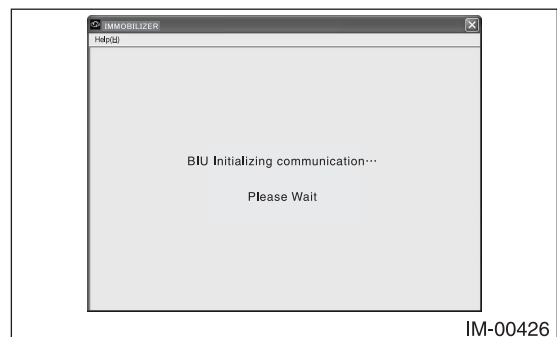 IMMOBILIZER
Help(H)
BIU Initializing communication…
Please Wait
IM-00426